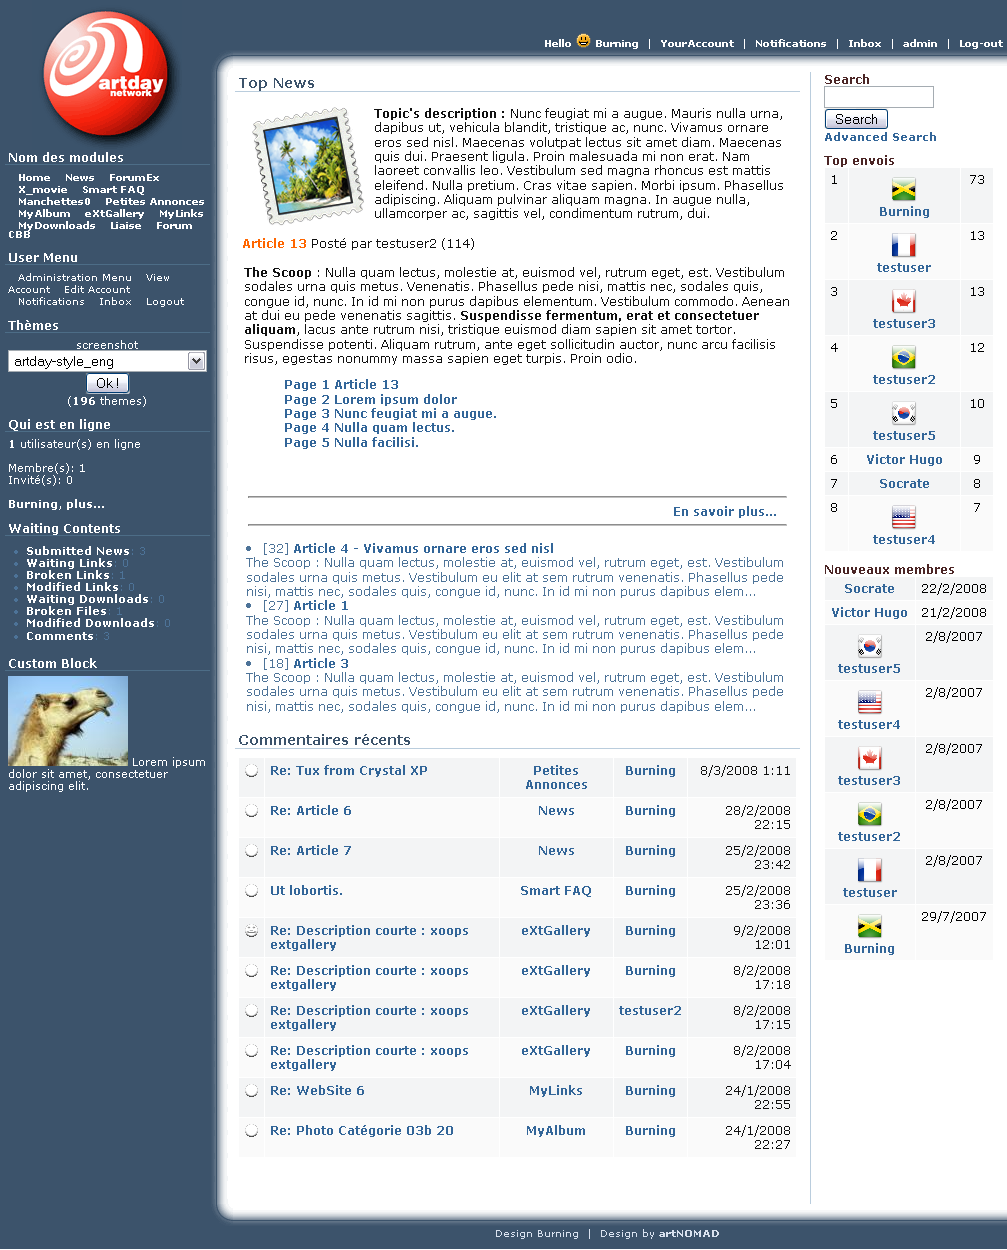 Hello Burning | YourAccount | Notifications | Inbox | admin | Log-out
artday
network
Nom des modules
Home News ForumEx
X_movie Smart FAQ
Manchettes0 Petites Annonces
MyAlbum eXtGallery MyLinks
MyDownloads Liaise Forum
CBB
User Menu
Administration Menu View
Account Edit Account
Notifications Inbox Logout
Thèmes
screenshot
artday-style_eng
Ok!
(196 themes)
Qui est en ligne
1 utilisateur(s) en ligne
Membre(s): 1
Invité(s): 0
Burning, plus...
Waiting Contents
Submitted News: 3
Waiting Links: 0
Broken Links: 1
Modified Links: 0
Waiting Downloads: 0
Broken Files: 1
Modified Downloads: 0
Comments: 3
Custom Block
Lorem ipsum
dolor sit amet, consectetuer
adipiscing elit.
Top News
Topic's description : Nunc feugiat mi a augue. Mauris nulla urna,
dapibus ut, vehicula blandit, tristique ac, nunc. Vivamus ornare
eros sed nisl. Maecenas volutpat lectus sit amet diam. Maecenas
quis dui. Praesent ligula. Proin malesuada mi non erat. Nam
laoreet convallis leo. Vestibulum sed magna rhoncus est mattis
eleifend. Nulla pretium. Cras vitae sapien. Morbi ipsum. Phasellus
adipiscing. Aliquam pulvinar aliquam magna. In augue nulla,
ullamcorper ac, sagittis vel, condimentum rutrum, dui.
Article 13 Posté par testuser2 (114)
The Scoop : Nulla quam lectus, molestie at, euismod vel, rutrum eget, est. Vestibulum
sodales urna quis metus. Venenatis. Phasellus pede nisi, mattis nec, sodales quis,
congue id, nunc. In id mi non purus dapibus elementum. Vestibulum commodo. Aenean
at dui eu pede venenatis sagittis. Suspendisse fermentum, erat et consectetuer
aliquam, lacus ante rutrum nisi, tristique euismod diam sapien sit amet tortor.
Suspendisse potenti. Aliquam rutrum, ante eget sollicitudin auctor, nunc arcu facilisis
risus, egestas nonummy massa sapien eget turpis. Proin odio.
Page 1 Article 13
Page 2 Lorem ipsum dolor
Page 3 Nunc feugiat mi a augue.
Page 4 Nulla quam lectus.
Page 5 Nulla facilisi.
En savoir plus...
[32] Article 4 - Vivamus ornare eros sed nisl
The Scoop : Nulla quam lectus, molestie at, euismod vel, rutrum eget, est. Vestibulum
sodales urna quis metus. Vestibulum eu elit at sem rutrum venenatis. Phasellus pede
nisi, mattis nec, sodales quis, congue id, nunc. In id mi non purus dapibus elem...
[27] Article 1
The Scoop : Nulla quam lectus, molestie at, euismod vel, rutrum eget, est. Vestibulum
sodales urna quis metus. Vestibulum eu elit at sem rutrum venenatis. Phasellus pede
nisi, mattis nec, sodales quis, congue id, nunc. In id mi non purus dapibus elem...
[18] Article 3
The Scoop : Nulla quam lectus, molestie at, euismod vel, rutrum eget, est. Vestibulum
sodales urna quis metus. Vestibulum eu elit at sem rutrum venenatis. Phasellus pede
nisi, mattis nec, sodales quis, congue id, nunc. In id mi non purus dapibus elem...
Commentaires récents
Re: Tux from Crystal XP Petites Burning 8/3/2008 1:11
Annonces
Re: Article 6 News Burning 28/2/2008
22:15
Re: Article 7 News Burning 25/2/2008
23:42
Ut lobortis. Smart FAQ Burning 25/2/2008
23:36
Re: Description courte : xoops eXtGallery Burning 9/2/2008
extgallery 12:01
Re: Description courte : xoops eXtGallery Burning 8/2/2008
extgallery 17:18
Re: Description courte : xoops eXtGallery testuser2 8/2/2008
extgallery 17:15
Re: Description courte : xoops eXtGallery Burning 8/2/2008
extgallery 17:04
Re: WebSite 6 MyLinks Burning 24/1/2008
22:55
Re: Photo Catégorie 03b 20 MyAlbum Burning 24/1/2008
22:27
Search
Search
Advanced Search
Top envois
1 73
Burning
2 13
testuser
3 13
testuser3
4 12
testuser2
5 10
testuser5
6 Victor Hugo 9
7 Socrate 8
8 7
testuser4
Nouveaux membres
Socrate 22/2/2008
Victor Hugo 21/2/2008
2/8/2007
testuser5
2/8/2007
testuser4
2/8/2007
testuser3
2/8/2007
testuser2
2/8/2007
testuser
29/7/2007
Burning
Design Burning | Design by artNOMAD